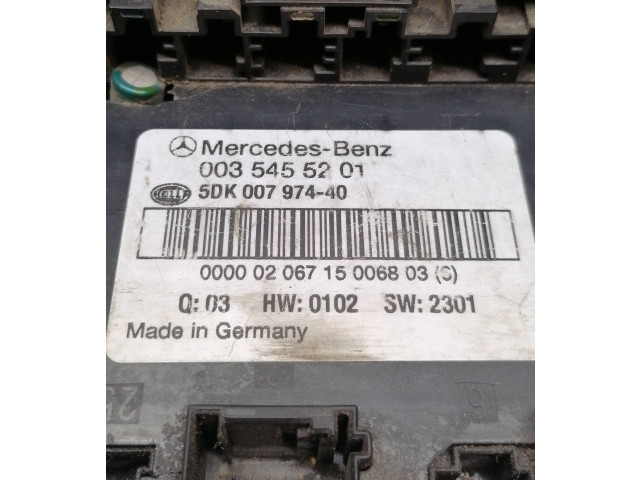 Mercedes-Benz
003 545 52 01
HELLA 5DK 007 974-40
0000 02 067 15 0068 03 (S)
Q: 03 HW: 0102 SW: 2301
Made in Germany